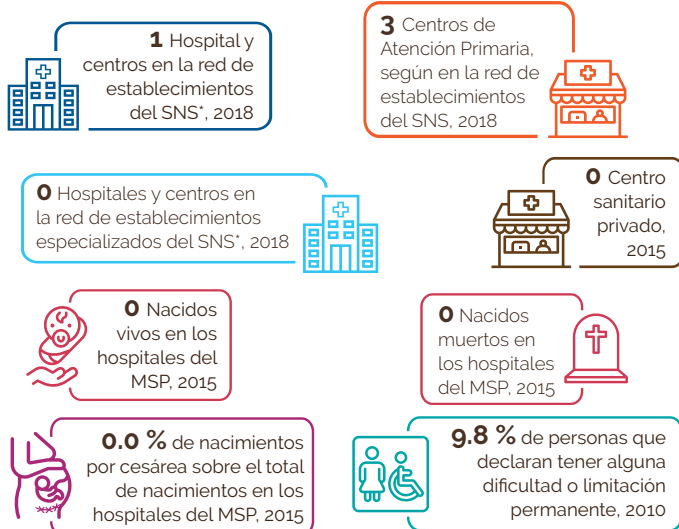 1 Hospital y
centros en la red de
establecimientos
del SNS*, 2018
3 Centros de
Atención Primaria,
según en la red de
establecimientos
del SNS, 2018
0 Hospitales y centros en
la red de establecimientos
especializados del SNS*, 2018
0 Centro
sanitario
privado,
2015
0 Nacidos
vivos en los
hospitales del
MSP, 2015
0 Nacidos
muertos en
los hospitales
del MSP, 2015
0.0 % de nacimientos
por cesárea sobre el total
de nacimientos en los
hospitales del MSP, 2015
9.8 % de personas que
declaran tener alguna
dificultad o limitación
permanente, 2010